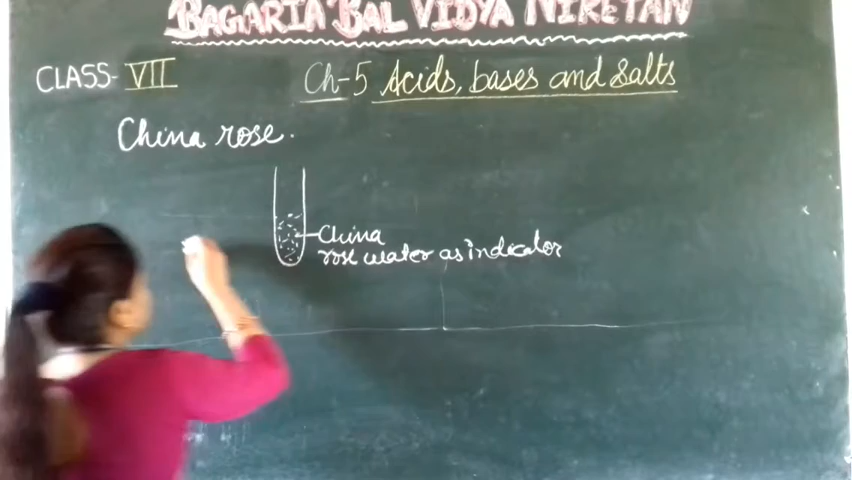 BAGARIA BAL VIDYA NIKETAN
CLASS- VII
Ch-5 Acids, bases and Salts
China rose.
China
rose water as indicator